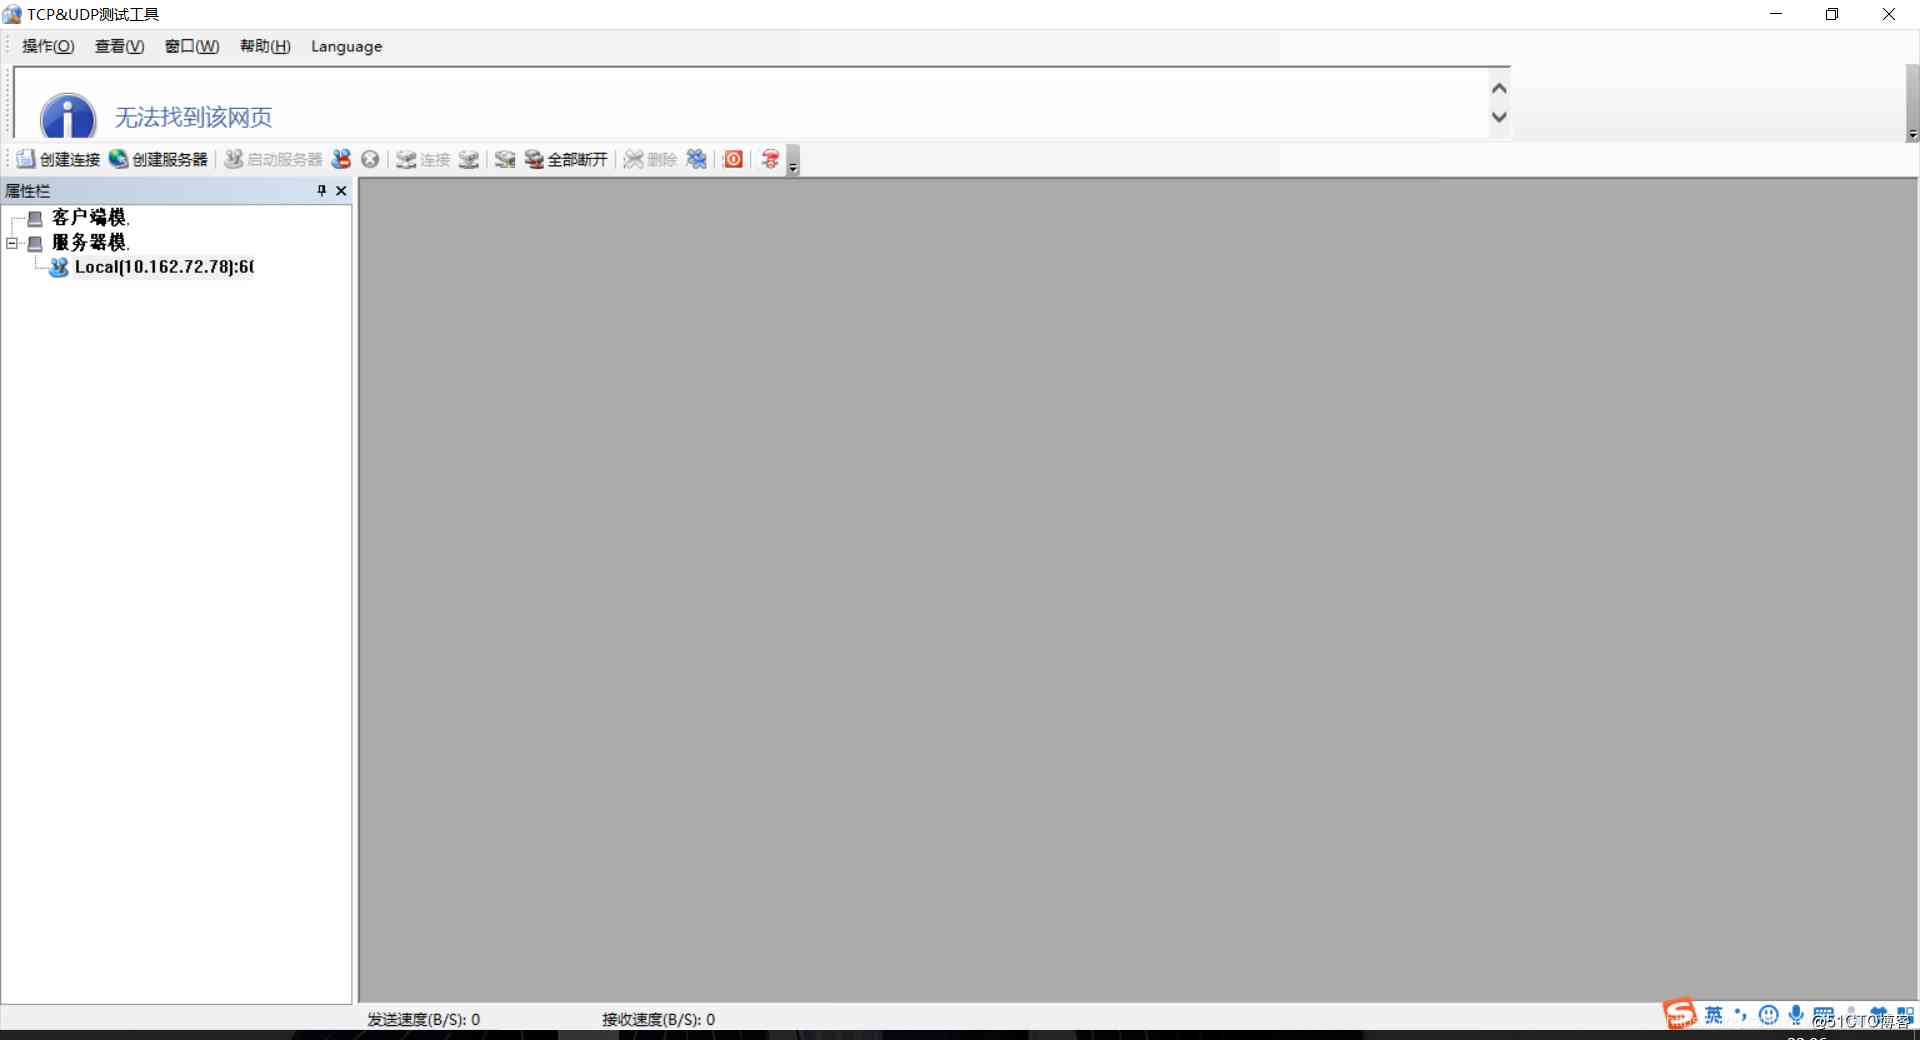 TCP&UDP测试工具
操作(O) 查看(V) 窗口(W) 帮助(H) Language
无法找到该网页
创建连接 创建服务器 启动服务器 连接 全部断开 删除
属性栏
客户端模
服务器模
Local(10.162.72.78):6
发送速度(B/S): 0 接收速度(B/S): 0
英
@51CTO博客